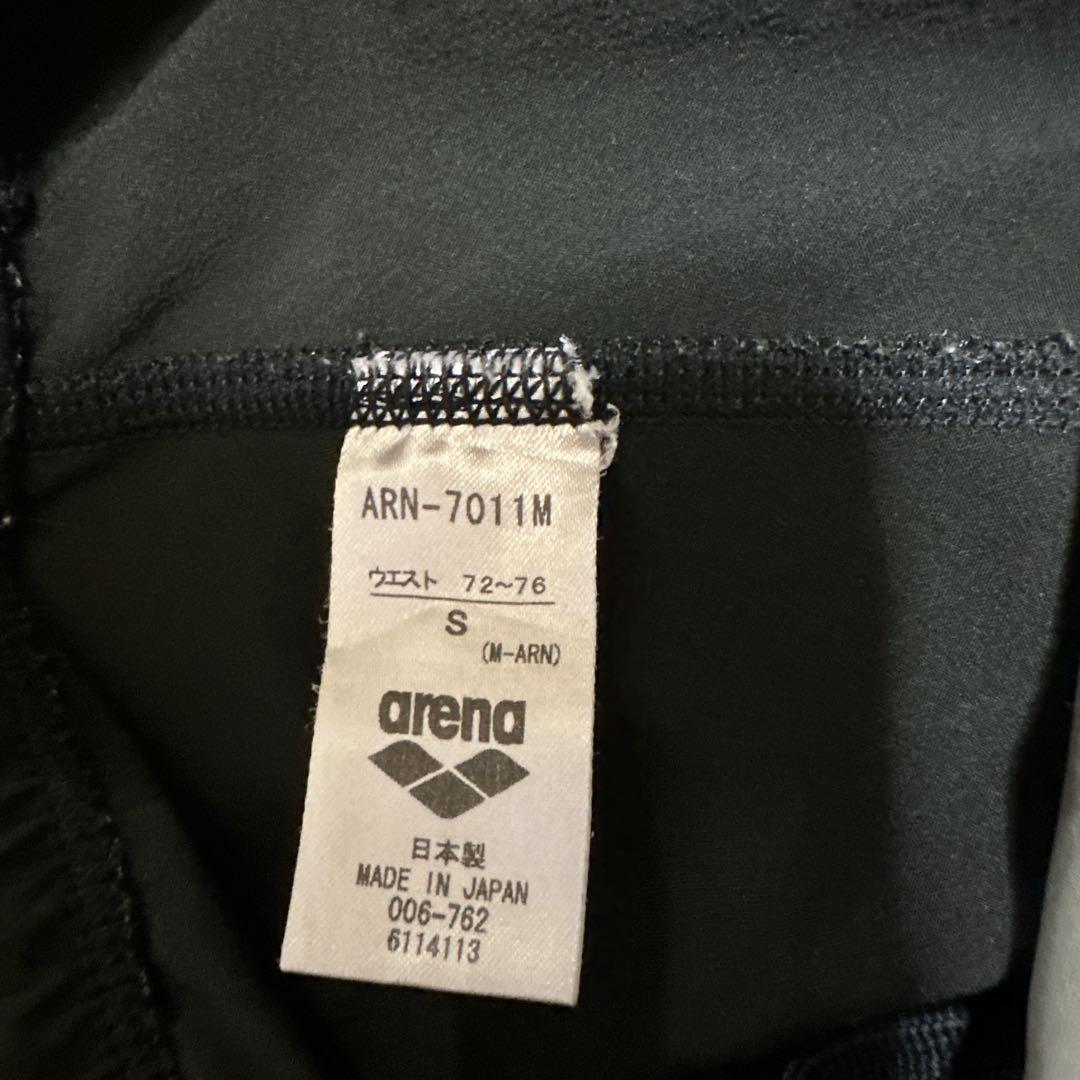 ARN-7011M
ウエスト 72~76
S
(M-ARN)
arena
日本製
MADE IN JAPAN
006-762
6114113